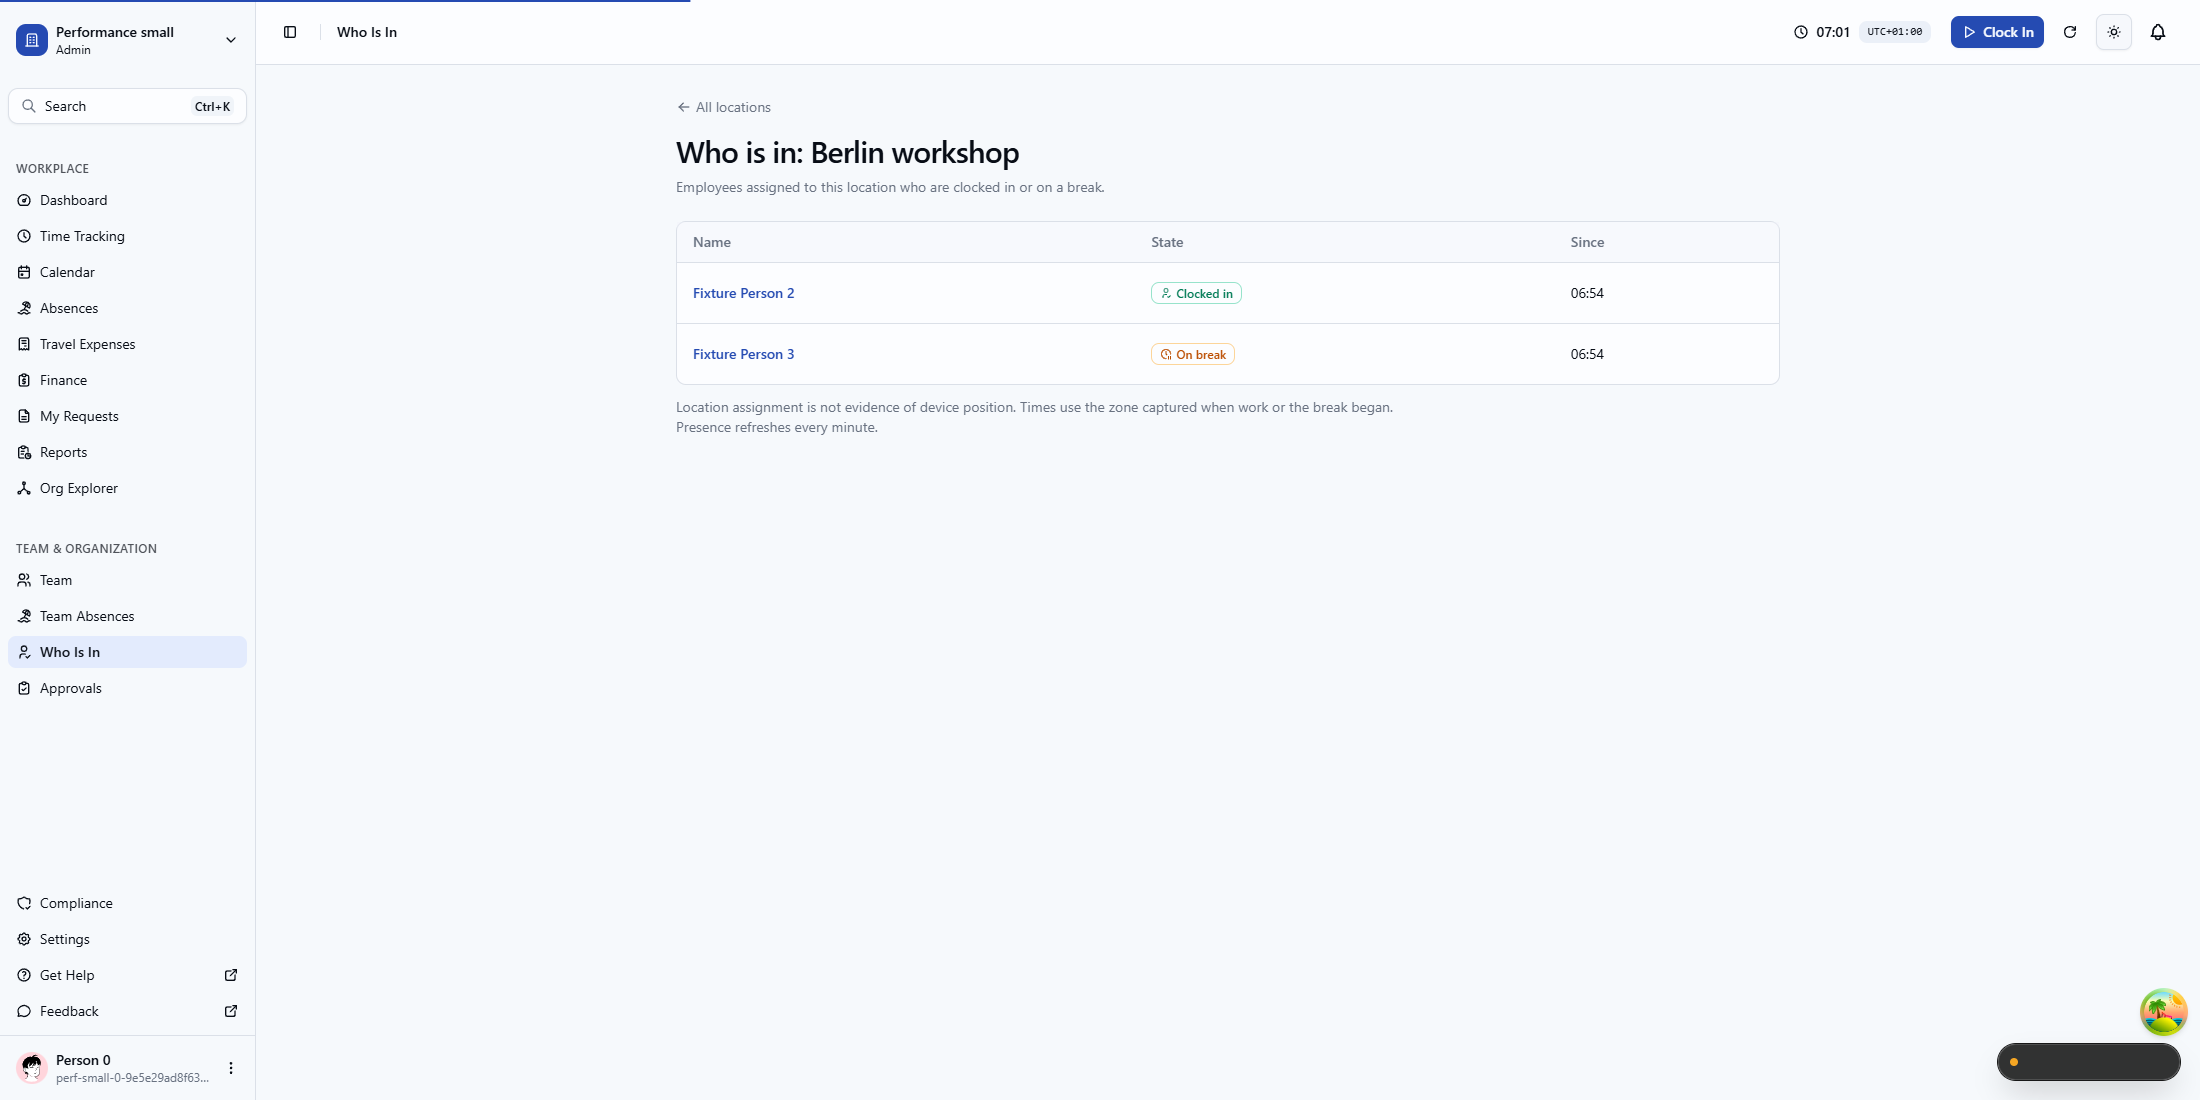 Performance small
Admin
Search Ctrl+K
WORKPLACE
Dashboard
Time Tracking
Calendar
Absences
Travel Expenses
Finance
My Requests
Reports
Org Explorer
TEAM & ORGANIZATION
Team
Team Absences
Who Is In
Approvals
Compliance
Settings
Get Help
Feedback
Person 0
perf-small-0-9e5e29ad8f63...
Who Is In
07:01 UTC+01:00 Clock In
All locations
Who is in: Berlin workshop
Employees assigned to this location who are clocked in or on a break.
Name State Since
Fixture Person 2 Clocked in 06:54
Fixture Person 3 On break 06:54
Location assignment is not evidence of device position. Times use the zone captured when work or the break began.
Presence refreshes every minute.